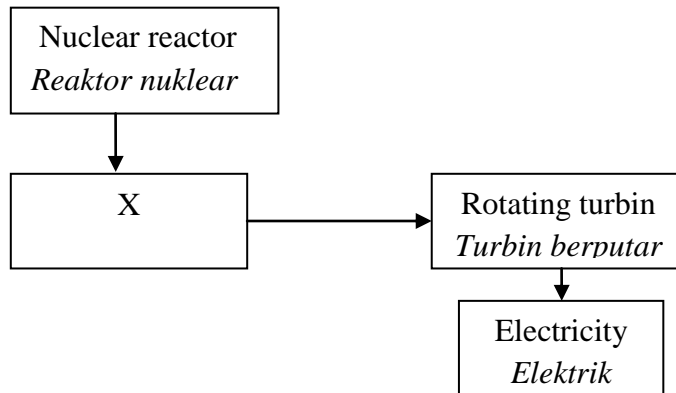 Nuclear reactor
Reaktor nuklear
X
Rotating turbin
Turbin berputar
Electricity
Elektrik